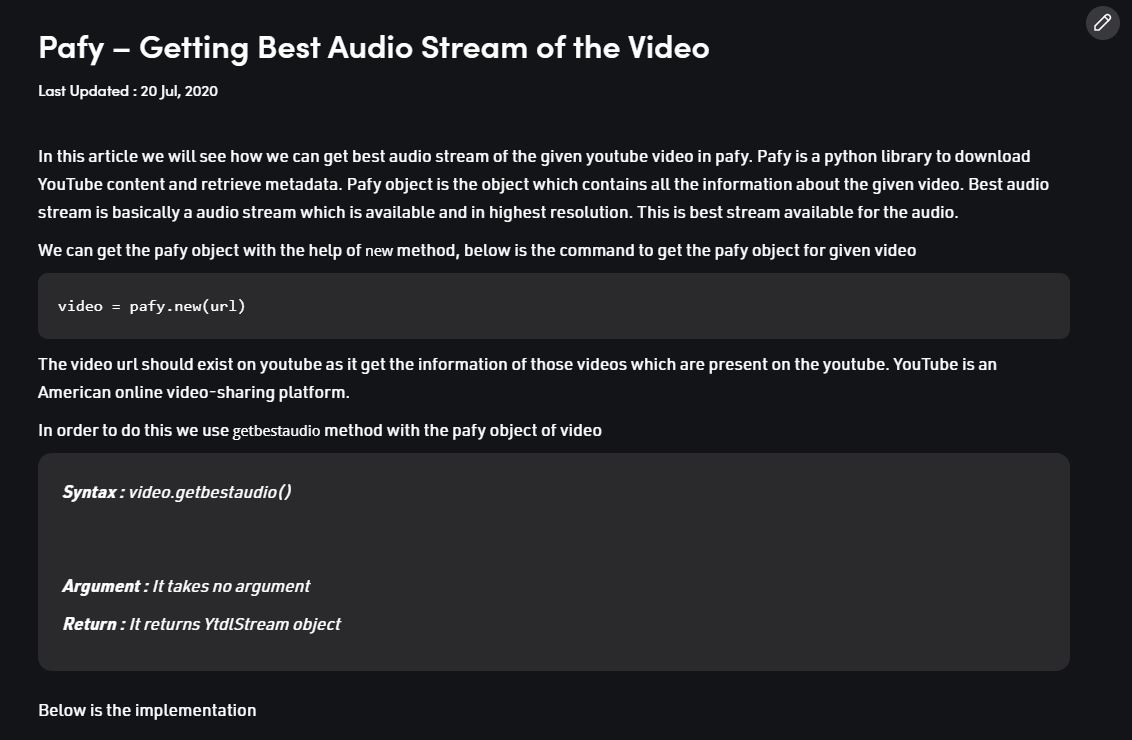 Pafy – Getting Best Audio Stream of the Video
Last Updated : 20 Jul, 2020
In this article we will see how we can get best audio stream of the given youtube video in pafy. Pafy is a python library to download
YouTube content and retrieve metadata. Pafy object is the object which contains all the information about the given video. Best audio
stream is basically a audio stream which is available and in highest resolution. This is best stream available for the audio.
We can get the pafy object with the help of new method, below is the command to get the pafy object for given video
video = pafy.new(url)
The video url should exist on youtube as it get the information of those videos which are present on the youtube. YouTube is an
American online video-sharing platform.
In order to do this we use getbestaudio method with the pafy object of video
Syntax : video.getbestaudio()
Argument : It takes no argument
Return : It returns YtdlStream object
Below is the implementation